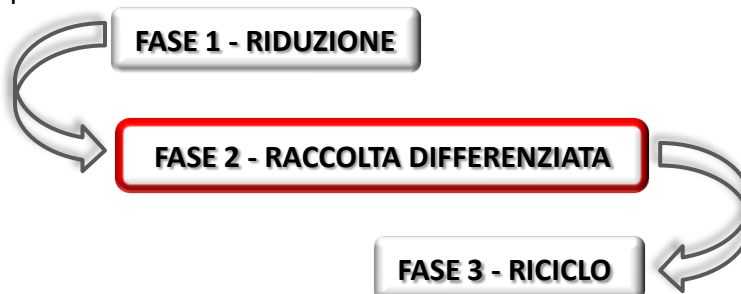 FASE 1 - RIDUZIONE
FASE 2 - RACCOLTA DIFFERENZIATA
FASE 3 - RICICLO